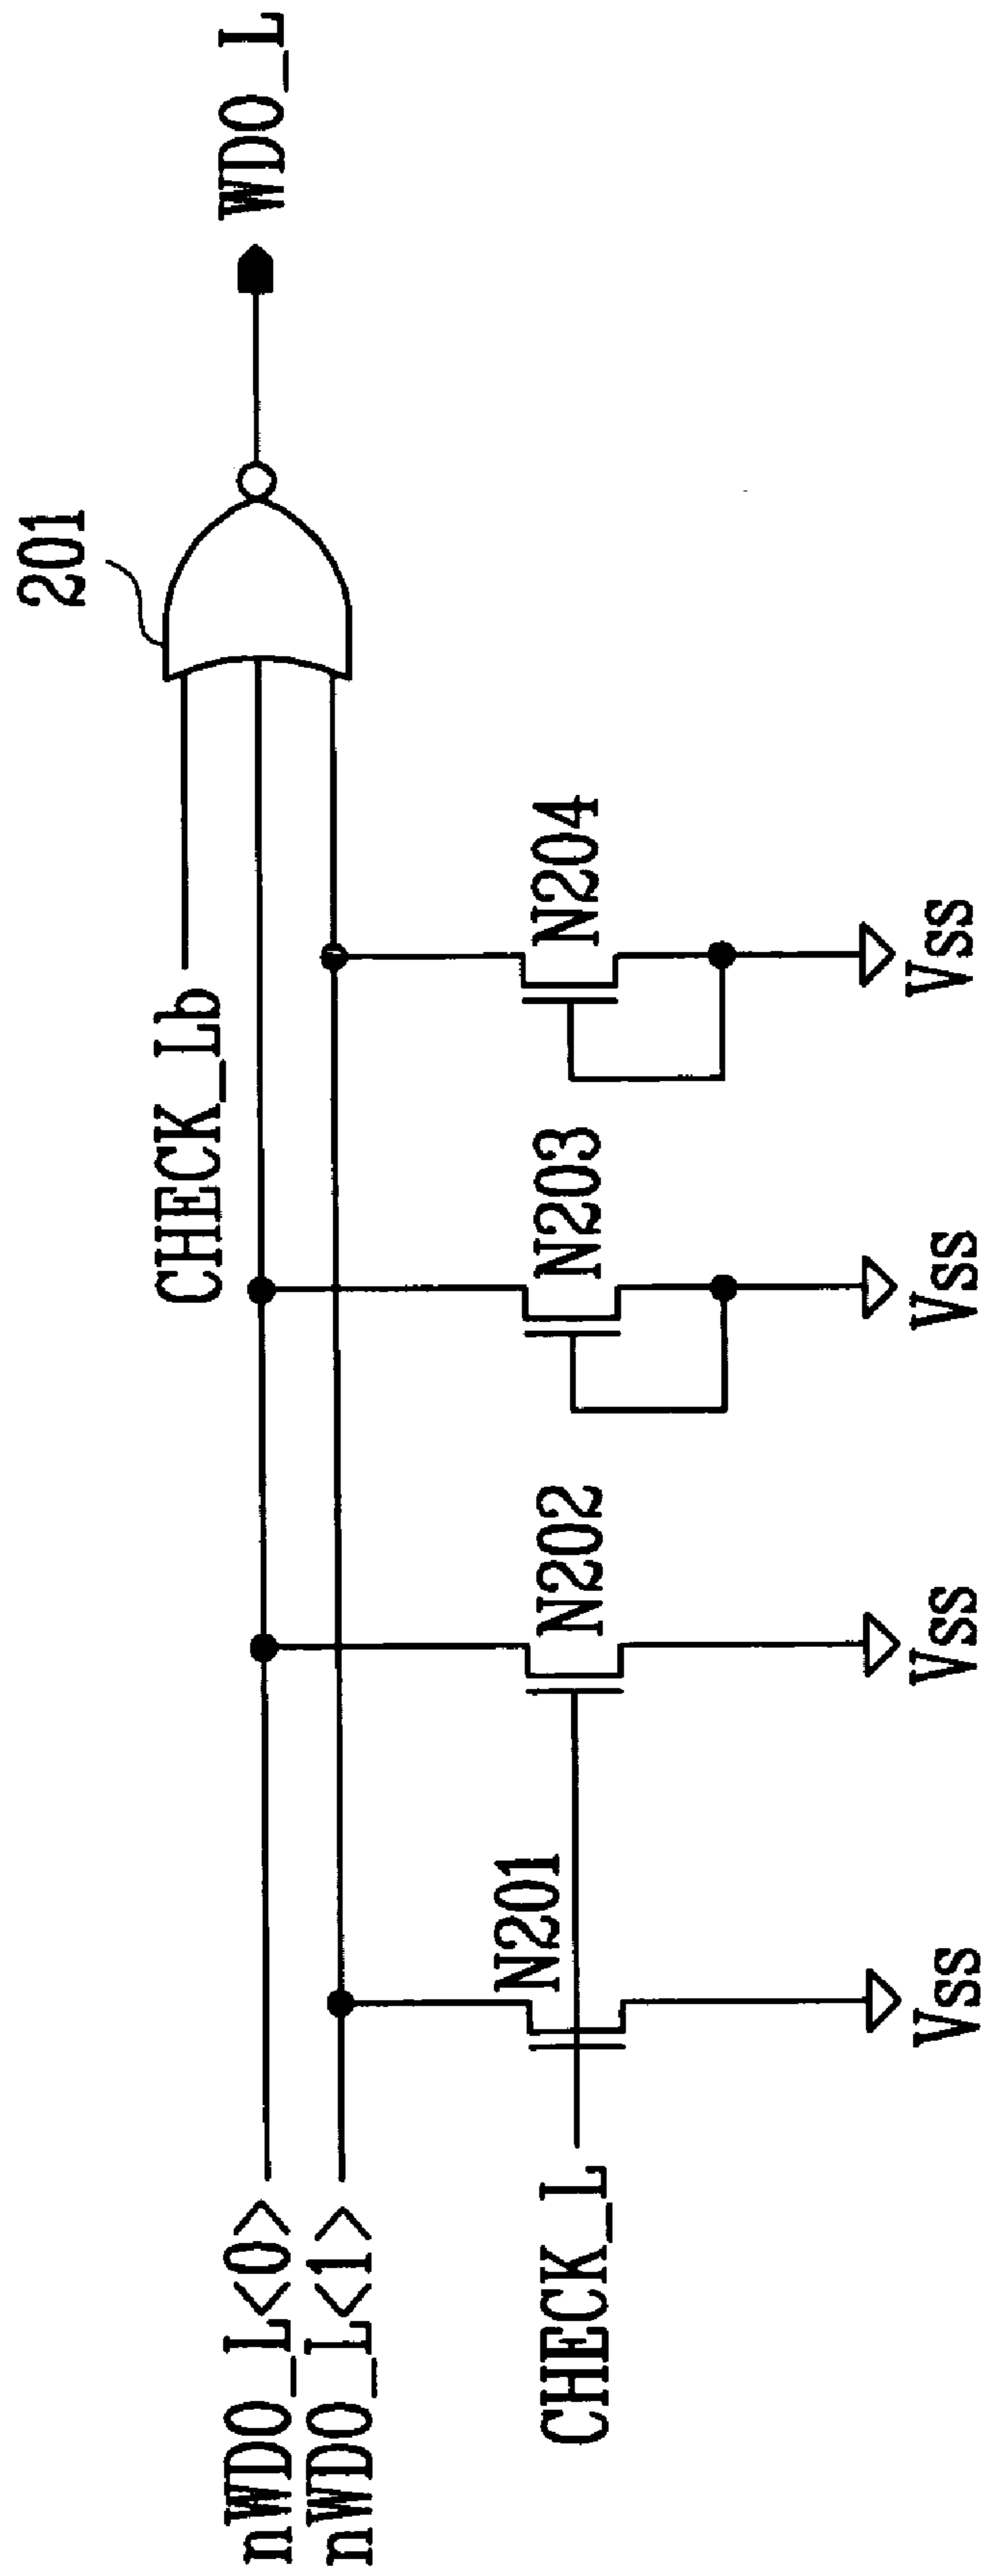 201
WDO_L
CHECK_Lb
nWDO_L<0>
nWDO_L<1>
N201
N202
N203
N204
CHECK_L
Vss
Vss
Vss
Vss